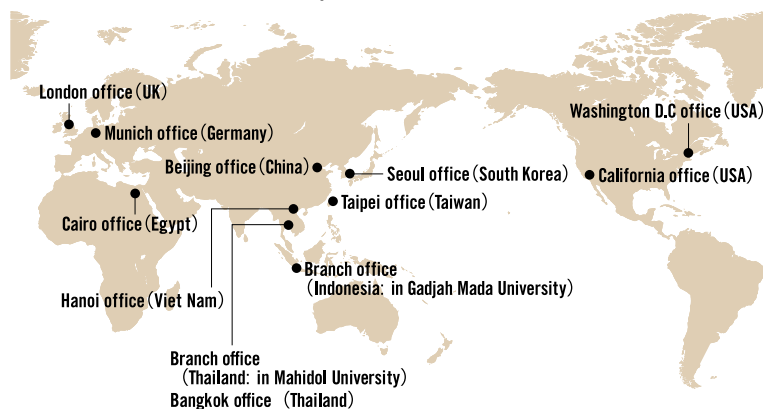 London office (UK)
Washington D.C office (USA)
Munich office (Germany)
Beijing office (China)
Seoul office (South Korea)
California office (USA)
Taipei office (Taiwan)
Cairo office (Egypt)
Branch office
(Indonesia: in Gadjah Mada University)
Hanoi office (Viet Nam)
Branch office
(Thailand: in Mahidol University)
Bangkok office (Thailand)